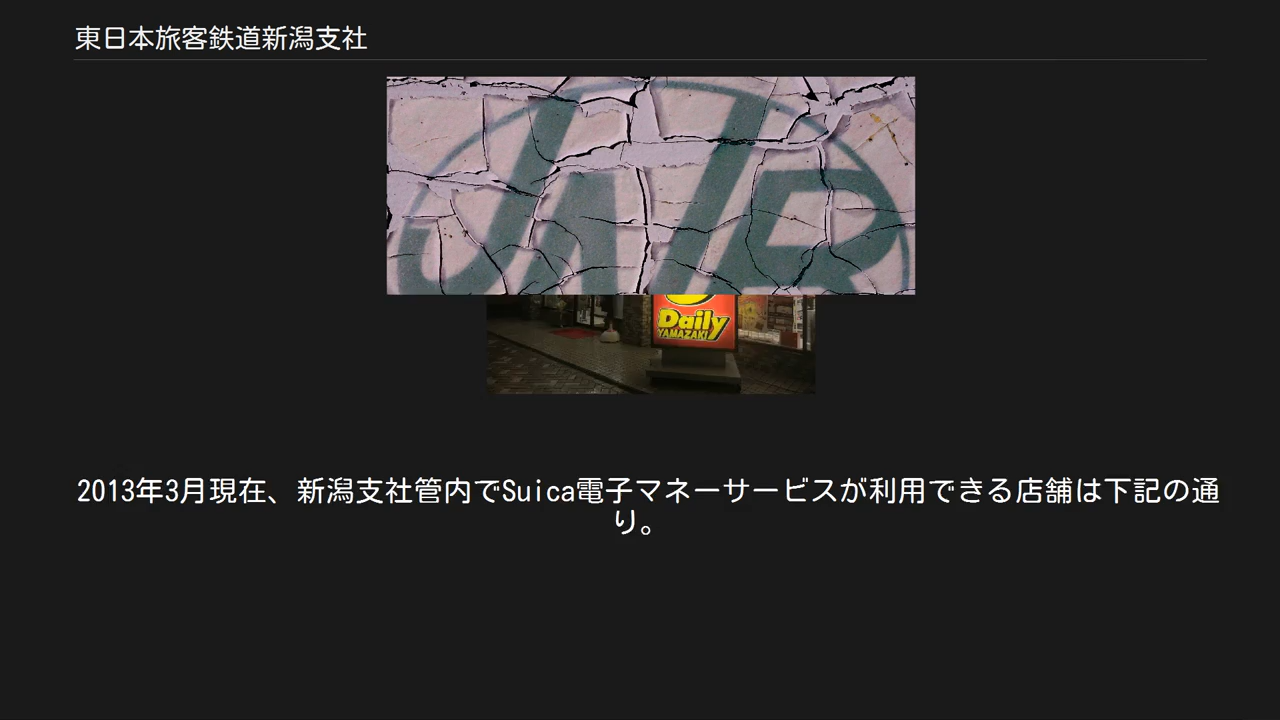 東日本旅客鉄道新潟支社
Daily
YAMAZAKI
2013年3月現在、新潟支社管内でSuica電子マネーサービスが利用できる店舗は下記の通
り。